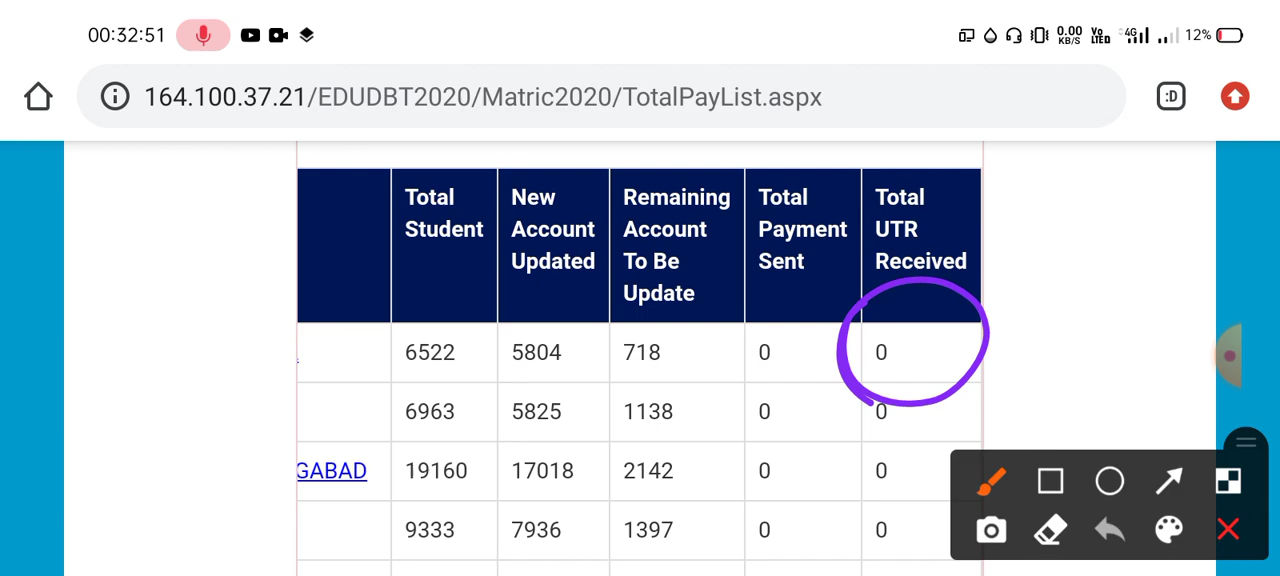 00:32:51 0.00 KB/S Vo LTED 4G 12%
164.100.37.21/EDUDBT2020/Matric2020/TotalPayList.aspx :D
Total Student New Account Updated Remaining Account To Be Update Total Payment Sent Total UTR Received
6522 5804 718 0 0
6963 5825 1138 0 0
GABAD 19160 17018 2142 0 0
9333 7936 1397 0 0